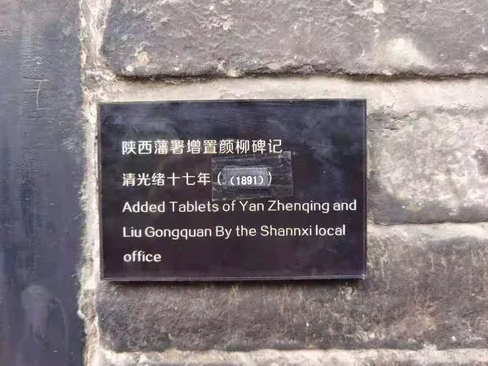 陕西藩署增置颜柳碑记
清光绪十七年（（1891））
Added Tablets of Yan Zhenqing and
Liu Gongquan By the Shannxi local
office